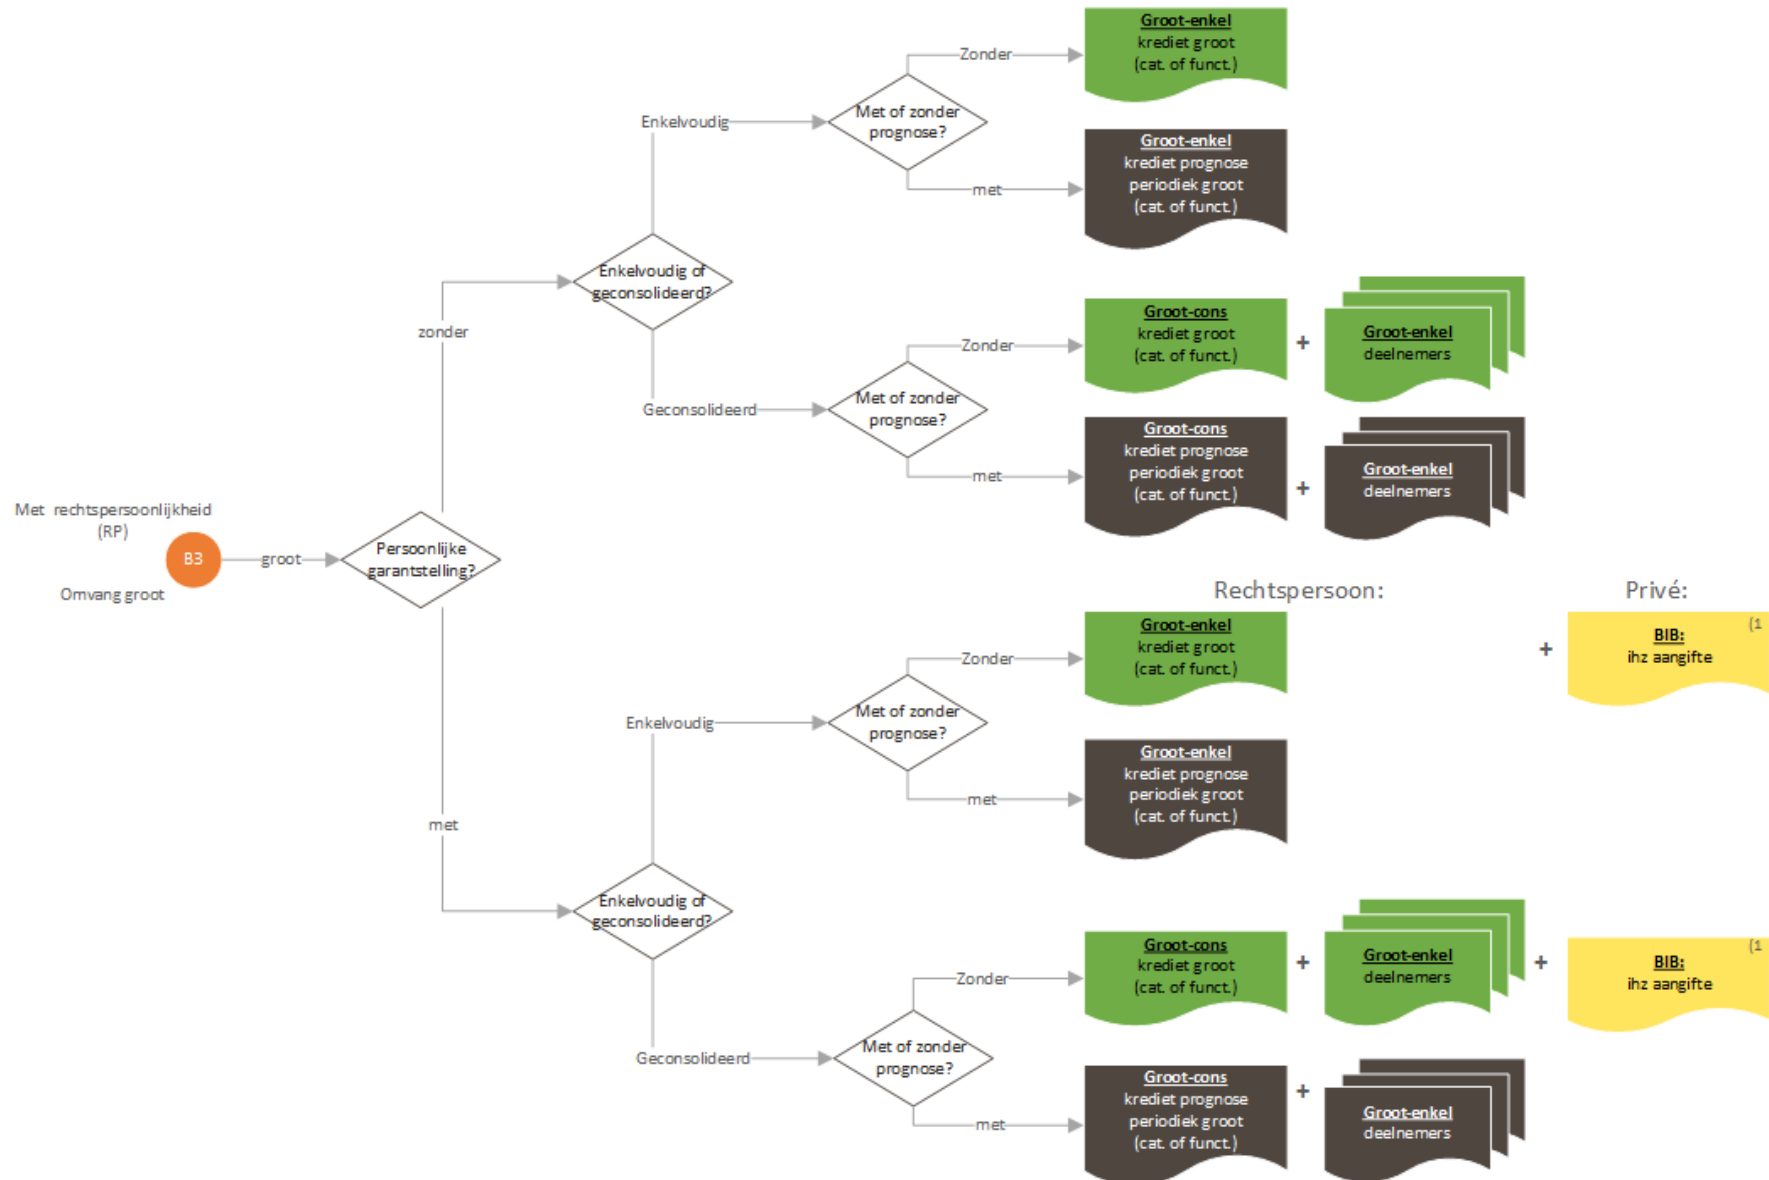 Met rechtspersoonlijkheid
(RP)
B3
Omvang groot
groot
Persoonlijke
garantstelling?
zonder
Enkelvoudig of
geconsolideerd?
Enkelvoudig
Met of zonder
prognose?
Zonder
Groot-enkel
krediet groot
(cat. of funct.)
met
Groot-enkel
krediet prognose
periodiek groot
(cat. of funct.)
Geconsolideerd
Met of zonder
prognose?
Zonder
Groot-cons
krediet groot
(cat. of funct.)
+
Groot-enkel
deelnemers
met
Groot-cons
krediet prognose
periodiek groot
(cat. of funct.)
+
Groot-enkel
deelnemers
Rechtspersoon:
Privé:
met
Enkelvoudig of
geconsolideerd?
Enkelvoudig
Met of zonder
prognose?
Zonder
Groot-enkel
krediet groot
(cat. of funct.)
+
BIB:
ihz aangifte
(1
met
Groot-enkel
krediet prognose
periodiek groot
(cat. of funct.)
Geconsolideerd
Met of zonder
prognose?
Zonder
Groot-cons
krediet groot
(cat. of funct.)
+
Groot-enkel
deelnemers
+
BIB:
ihz aangifte
(1
met
Groot-cons
krediet prognose
periodiek groot
(cat. of funct.)
+
Groot-enkel
deelnemers